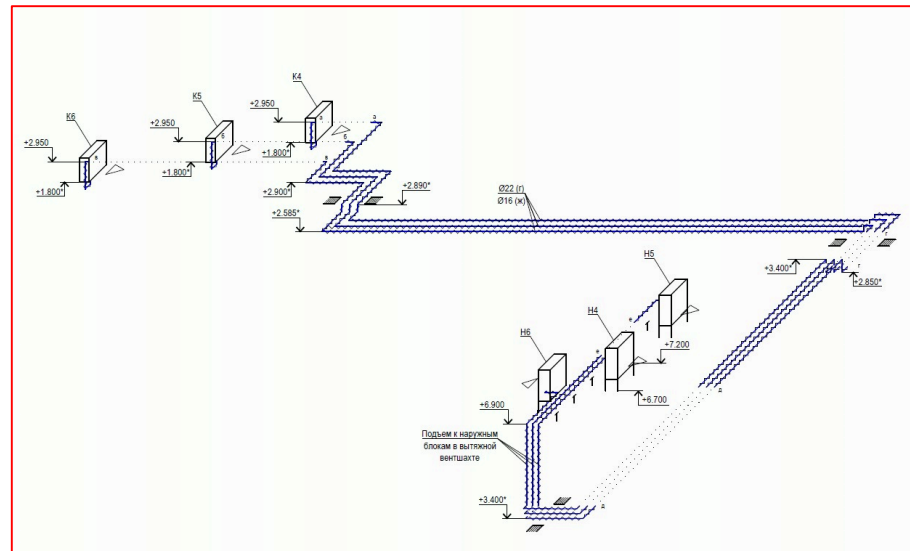 К4
К5
К6
+2.950
а
+2.950
б
+2.950
в
а
б
в
+1.800*
+1.800*
+1.800*
+2.900*
+2.890*
+2.585*
Ø22 (г)
Ø16 (ж)
г
+3.400*
г
+2.850*
Н5
Н4
Н6
е
е
+7.200
+6.700
+6.900
д
Подъем к наружным
блокам в вытяжной
вентшахте
+3.400*
д